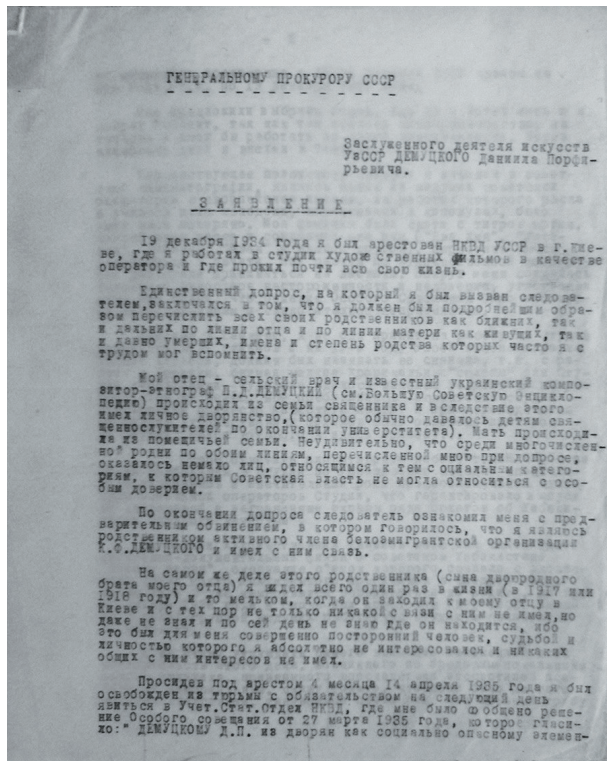 ГЕНЕРАЛЬНОМУ ПРОКУРОРУ СССР
Заслуженного деятеля искусств
УзССР ДЕМУЦКОГО Даниила Порфи-
рьевича.
ЗАЯВЛЕНИЕ
19 декабря 1934 года я был арестован НКВД УССР в г.Кие-
ве, где я работал в студии художественных фильмов в качестве
оператора и где прожил почти всю свою жизнь.
Единственный допрос, на который я был вызван следова-
телем,заключался в том, что я должен был подробнейшим обра-
зом перечислить всех своих родственников как ближних, так
и дальних по линии отца и по линии матери как живущих, так
и давно умерших, имена и степень родства которых часто я с
трудом мог вспомнить.
Мой отец - сельский врач и известный украинский компо-
зитор-этнограф П.Д.ДЕМУЦКИЙ (см.Большую Советскую Энцикло-
педию) происходил из семьи священника и вследствие этого
имел личное дворянство,(которое обычно давалось детям свя-
щеннослужителей по окончании университета). Мать происходи-
ла из помещичьей семьи. Неудивительно, что среди многочислен-
ной родни по обоим линиям, перечисленной мною при допросе,
оказалось немало лиц, относящимся к тем социальным катего-
риям, к которым Советская власть не могла относиться с осо-
бым доверием.
По окончании допроса следователь ознакомил меня с пред-
варительным обвинением, в котором говорилось, что я являюсь
родственником активного члена белоэмигрантской организации
К.Ф.ДЕМУЦКОГО и имел с ним связь.
На самом же деле этого родственника (сына двоюродного
брата моего отца) я видел всего один раз в жизни (в 1917 или
1918 году) и то мельком, когда он заходил к моему отцу в
Киеве и с тех пор не только никакой связи с ним не имел,но
даже не знал и по сей день не знаю где он находится, ибо
это был для меня совершенно посторонний человек, судьбой и
личностью которого я абсолютно не интересовался и никаких
общих с ним интересов не имел.
Просидев под арестом 4 месяца 14 апреля 1935 года я был
освобожден из тюрьмы с обязательством на следующий день
явиться в Учет.Стат.Отдел НКВД, где мне было сообщено реше-
ние Особого совещания от 27 марта 1935 года, которое гласи-
ло:" ДЕМУЦКОМУ Д.П. из дворян как социально опасному элемен-